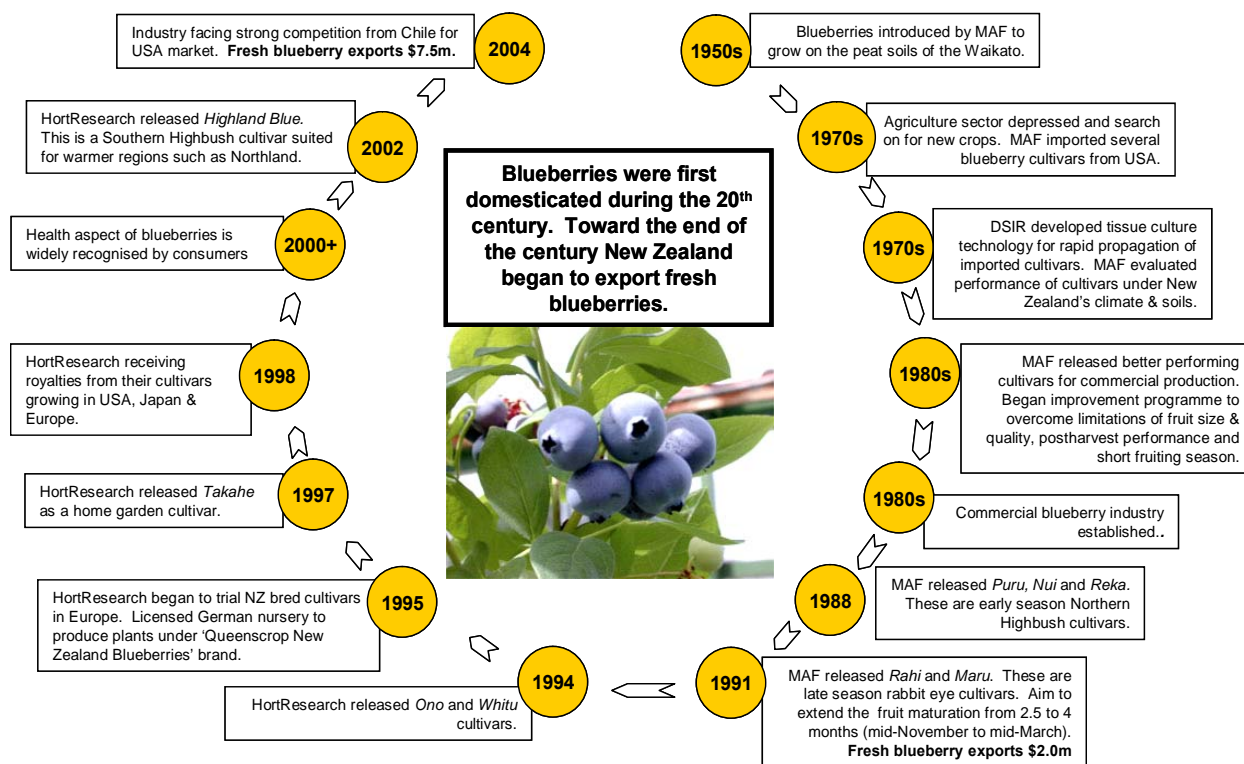 Blueberries were first
domesticated during the 20th
century. Toward the end of
the century New Zealand
began to export fresh
blueberries.
1950s
Blueberries introduced by MAF to
grow on the peat soils of the Waikato.
1970s
Agriculture sector depressed and search
on for new crops. MAF imported several
blueberry cultivars from USA.
1970s
DSIR developed tissue culture
technology for rapid propagation of
imported cultivars. MAF evaluated
performance of cultivars under New
Zealand's climate & soils.
1980s
MAF released better performing
cultivars for commercial production.
Began improvement programme to
overcome limitations of fruit size &
quality, postharvest performance and
short fruiting season.
1980s
Commercial blueberry industry
established..
1988
MAF released Puru, Nui and Reka.
These are early season Northern
Highbush cultivars.
1991
MAF released Rahi and Maru. These are
late season rabbit eye cultivars. Aim to
extend the fruit maturation from 2.5 to 4
months (mid-November to mid-March).
Fresh blueberry exports $2.0m
1994
HortResearch released Ono and Whitu
cultivars.
1995
HortResearch began to trial NZ bred cultivars
in Europe. Licensed German nursery to
produce plants under 'Queenscrop New
Zealand Blueberries' brand.
1997
HortResearch released Takahe
as a home garden cultivar.
1998
HortResearch receiving
royalties from their cultivars
growing in USA, Japan &
Europe.
2000+
Health aspect of blueberries is
widely recognised by consumers
2002
HortResearch released Highland Blue.
This is a Southern Highbush cultivar suited
for warmer regions such as Northland.
2004
Industry facing strong competition from Chile for
USA market. Fresh blueberry exports $7.5m.